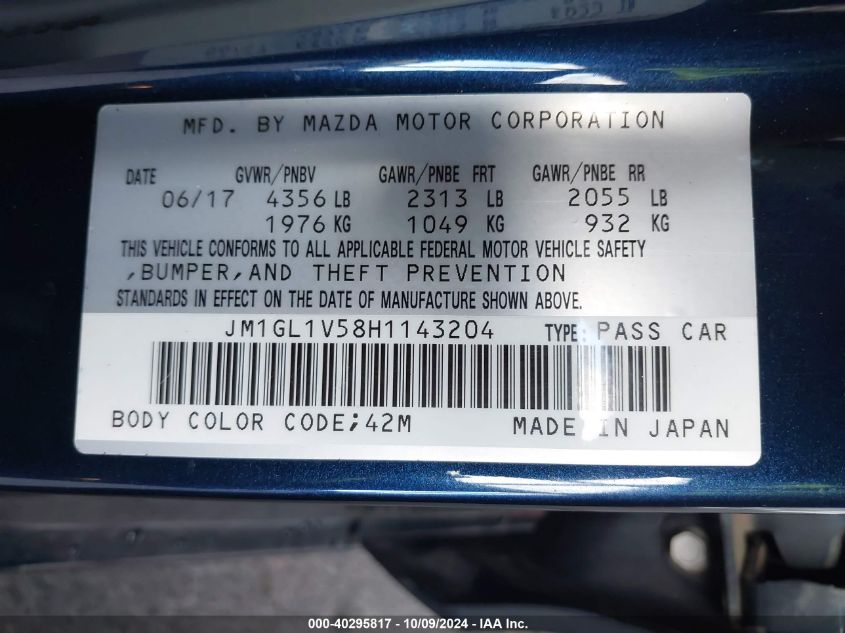 MFD. BY MAZDA MOTOR CORPORATION
DATE GVWR/PNBV GAWR/PNBE FRT GAWR/PNBE RR
06/17 4356 LB 2313 LB 2055 LB
1976 KG 1049 KG 932 KG
THIS VEHICLE CONFORMS TO ALL APPLICABLE FEDERAL MOTOR VEHICLE SAFETY
,BUMPER,AND THEFT PREVENTION
STANDARDS IN EFFECT ON THE DATE OF MANUFACTURE SHOWN ABOVE.
JM1GL1V58H1143204 TYPE: PASS CAR
BODY COLOR CODE;42M MADE IN JAPAN
000-40295817 - 10/09/2024 - IAA Inc.